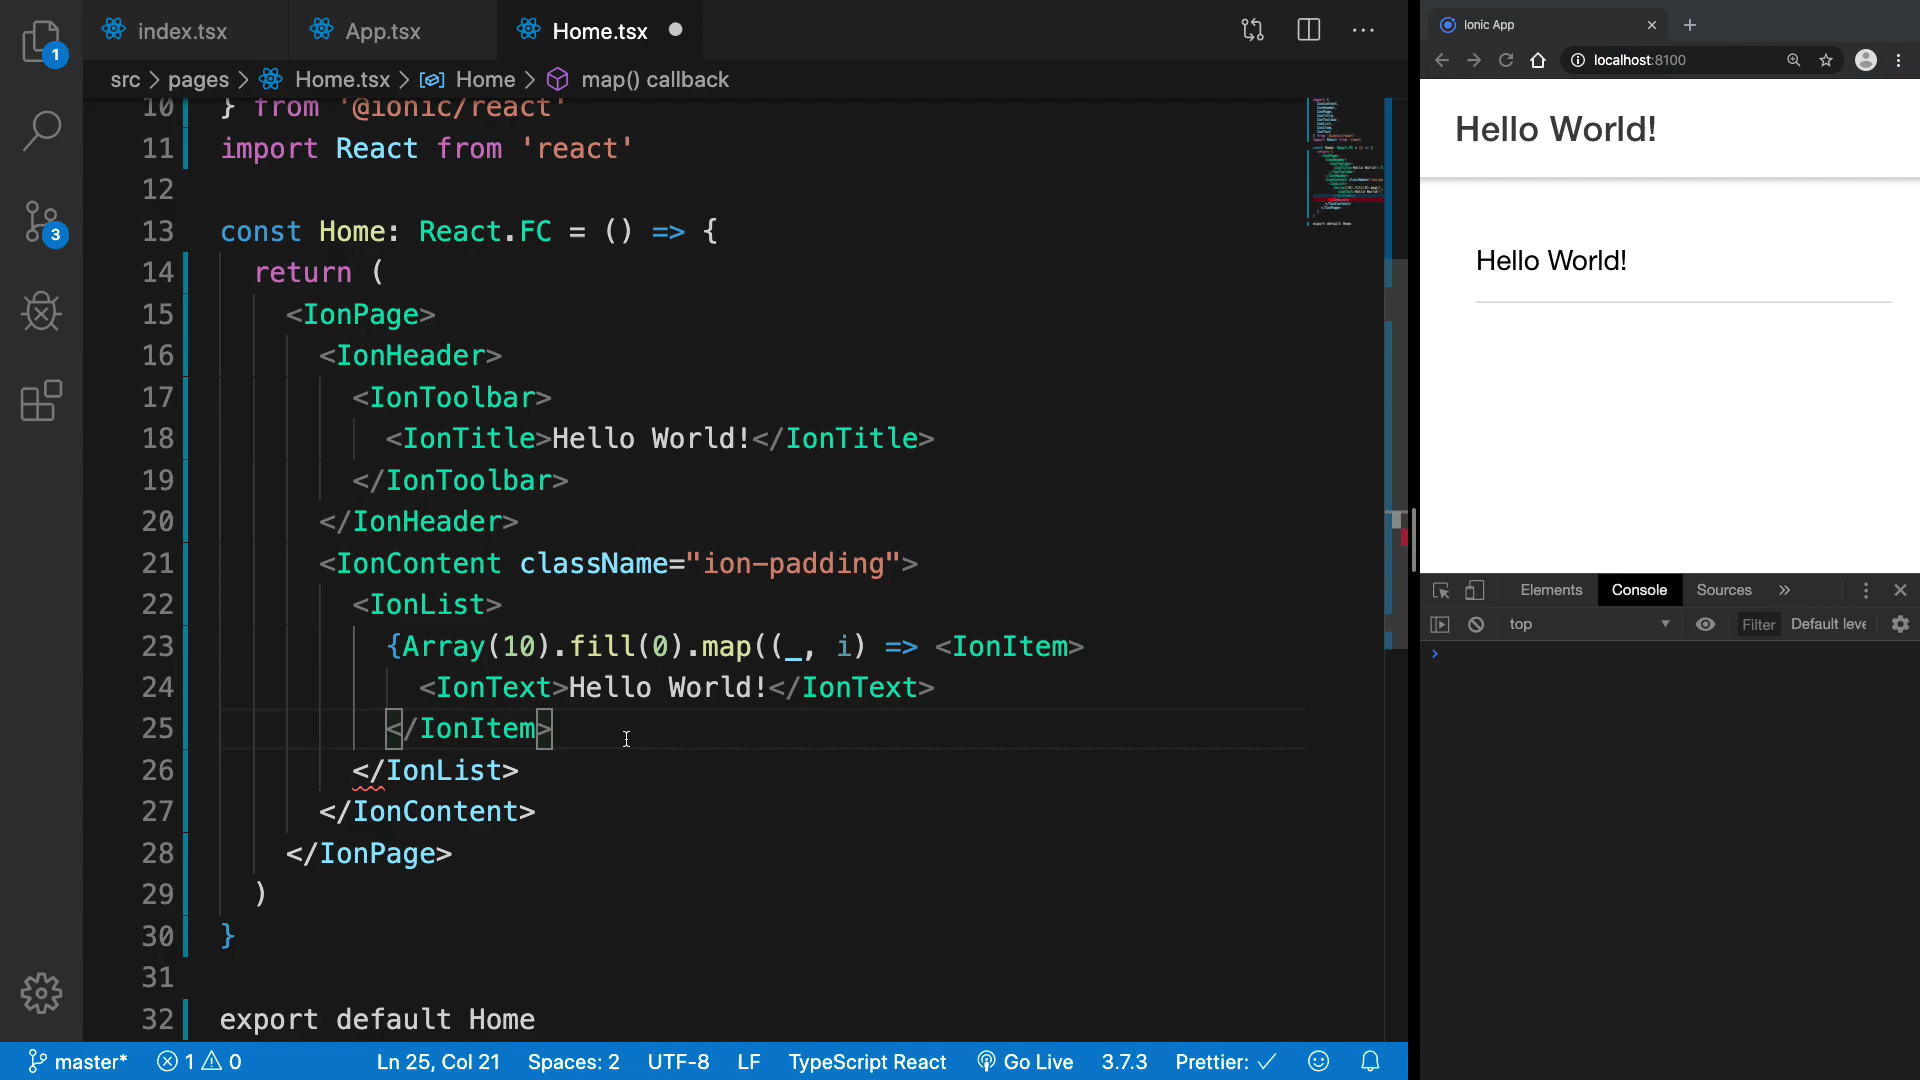 index.tsx
App.tsx
Home.tsx
src > pages > Home.tsx > Home > map() callback
1
3
10 } from '@ionic/react'
11 import React from 'react'
12
13 const Home: React.FC = () => {
14 return (
15 <IonPage>
16 <IonHeader>
17 <IonToolbar>
18 <IonTitle>Hello World!</IonTitle>
19 </IonToolbar>
20 </IonHeader>
21 <IonContent className="ion-padding">
22 <IonList>
23 {Array(10).fill(0).map((_, i) => <IonItem>
24 <IonText>Hello World!</IonText>
25 </IonItem>
26 </IonList>
27 </IonContent>
28 </IonPage>
29 )
30 }
31
32 export default Home
master* 1 0 Ln 25, Col 21 Spaces: 2 UTF-8 LF TypeScript React Go Live 3.7.3 Prettier: ✓
Ionic App
localhost:8100
Hello World!
Hello World!
Elements Console Sources »
top Filter Default leve